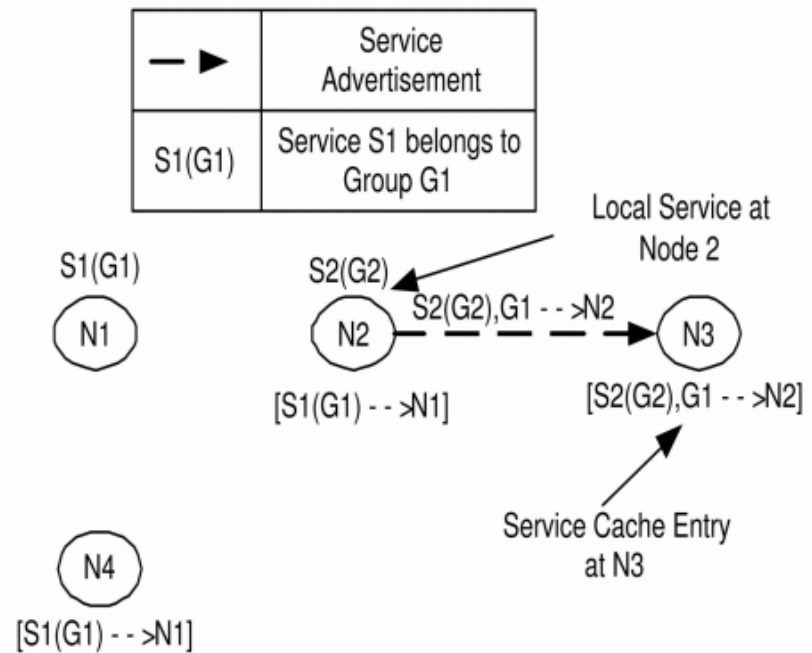 Service
Advertisement
S1(G1)
Service S1 belongs to
Group G1
Local Service at
Node 2
S1(G1)
S2(G2)
S2(G2),G1 - ->N2
N1
N2
N3
[S1(G1) - ->N1]
[S2(G2),G1 - ->N2]
Service Cache Entry
at N3
N4
[S1(G1) - ->N1]